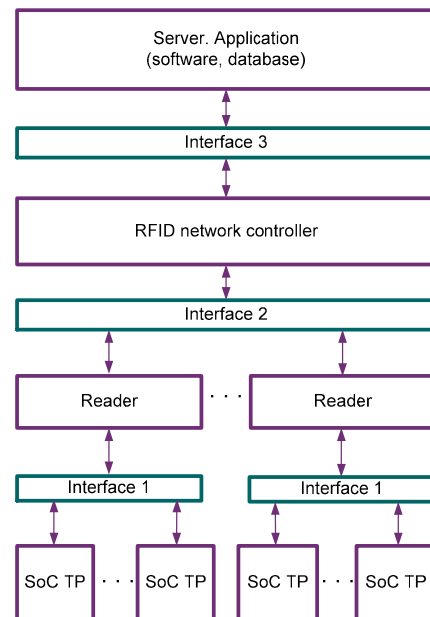 Server. Application
(software, database)
Interface 3
RFID network controller
Interface 2
Reader
. . .
Reader
Interface 1
Interface 1
SoC TP
. . .
SoC TP
SoC TP
. . .
SoC TP